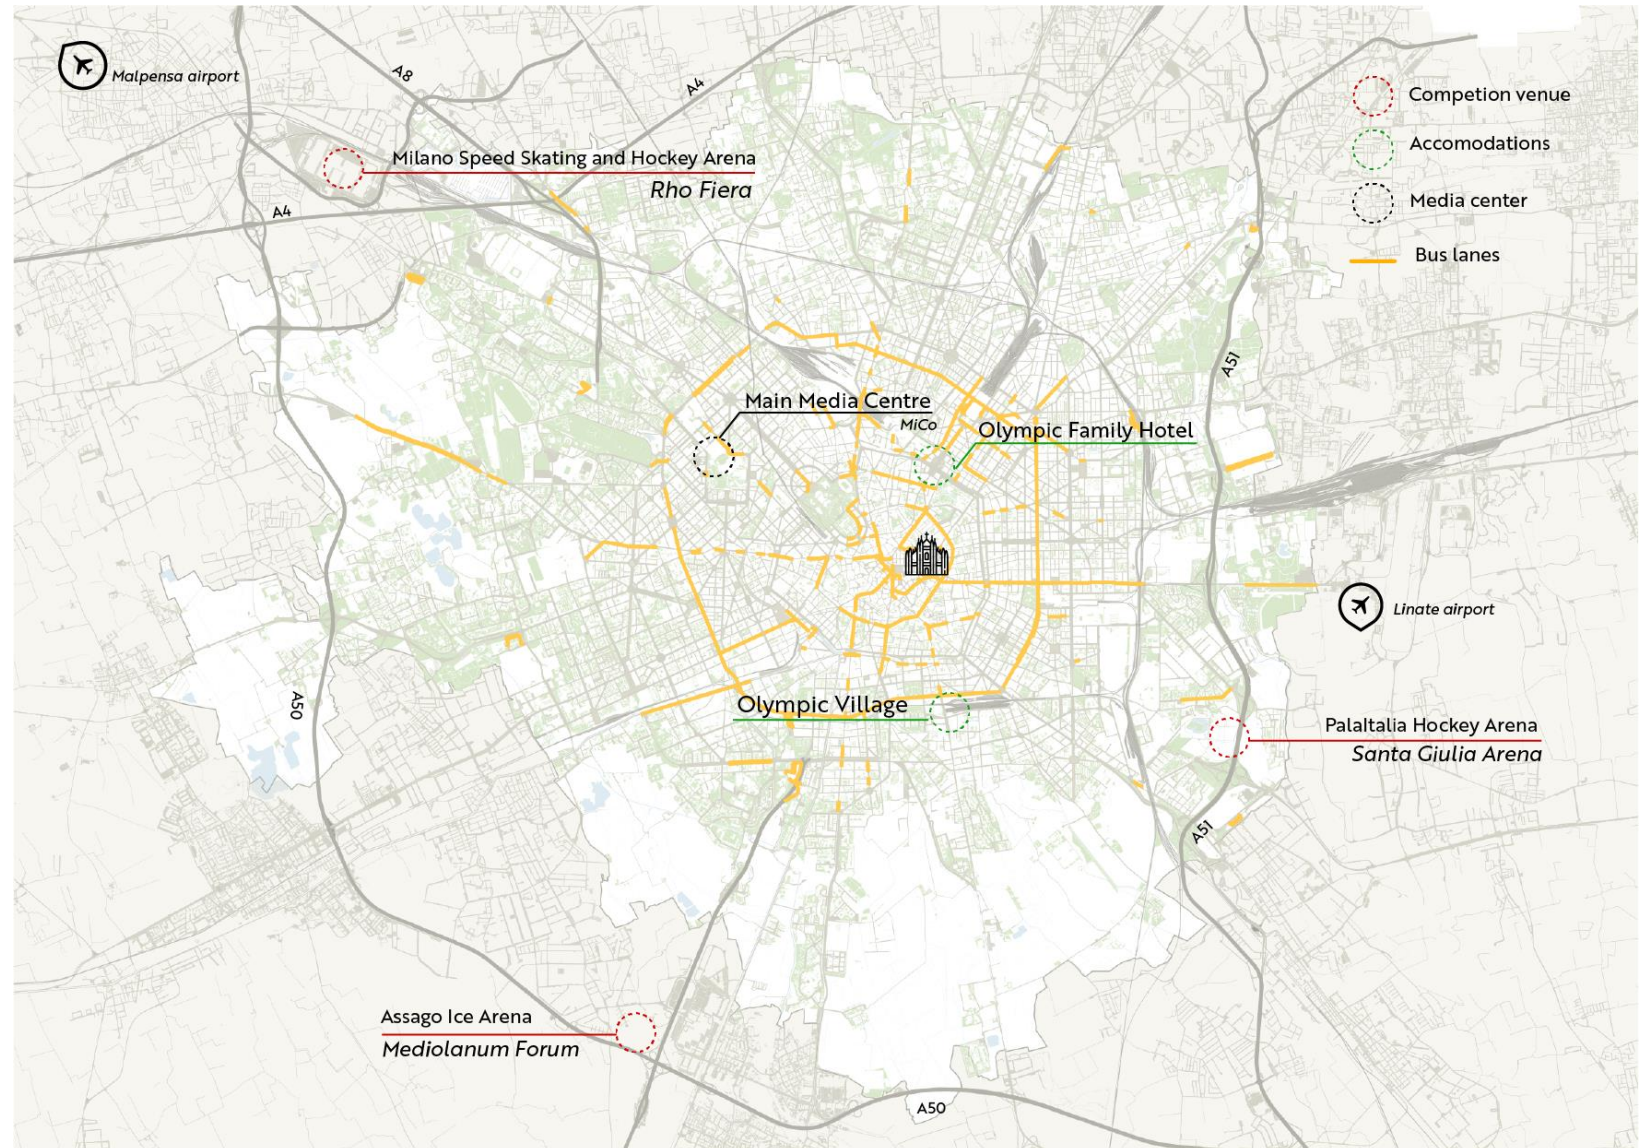 Malpensa airport
A8
A4
Competion venue
Milano Speed Skating and Hockey Arena
Rho Fiera
Accomodations
Media center
A4
Bus lanes
A51
Main Media Centre
MiCo
Olympic Family Hotel
Linate airport
A50
Olympic Village
PalaItalia Hockey Arena
Santa Giulia Arena
A51
Assago Ice Arena
Mediolanum Forum
A50